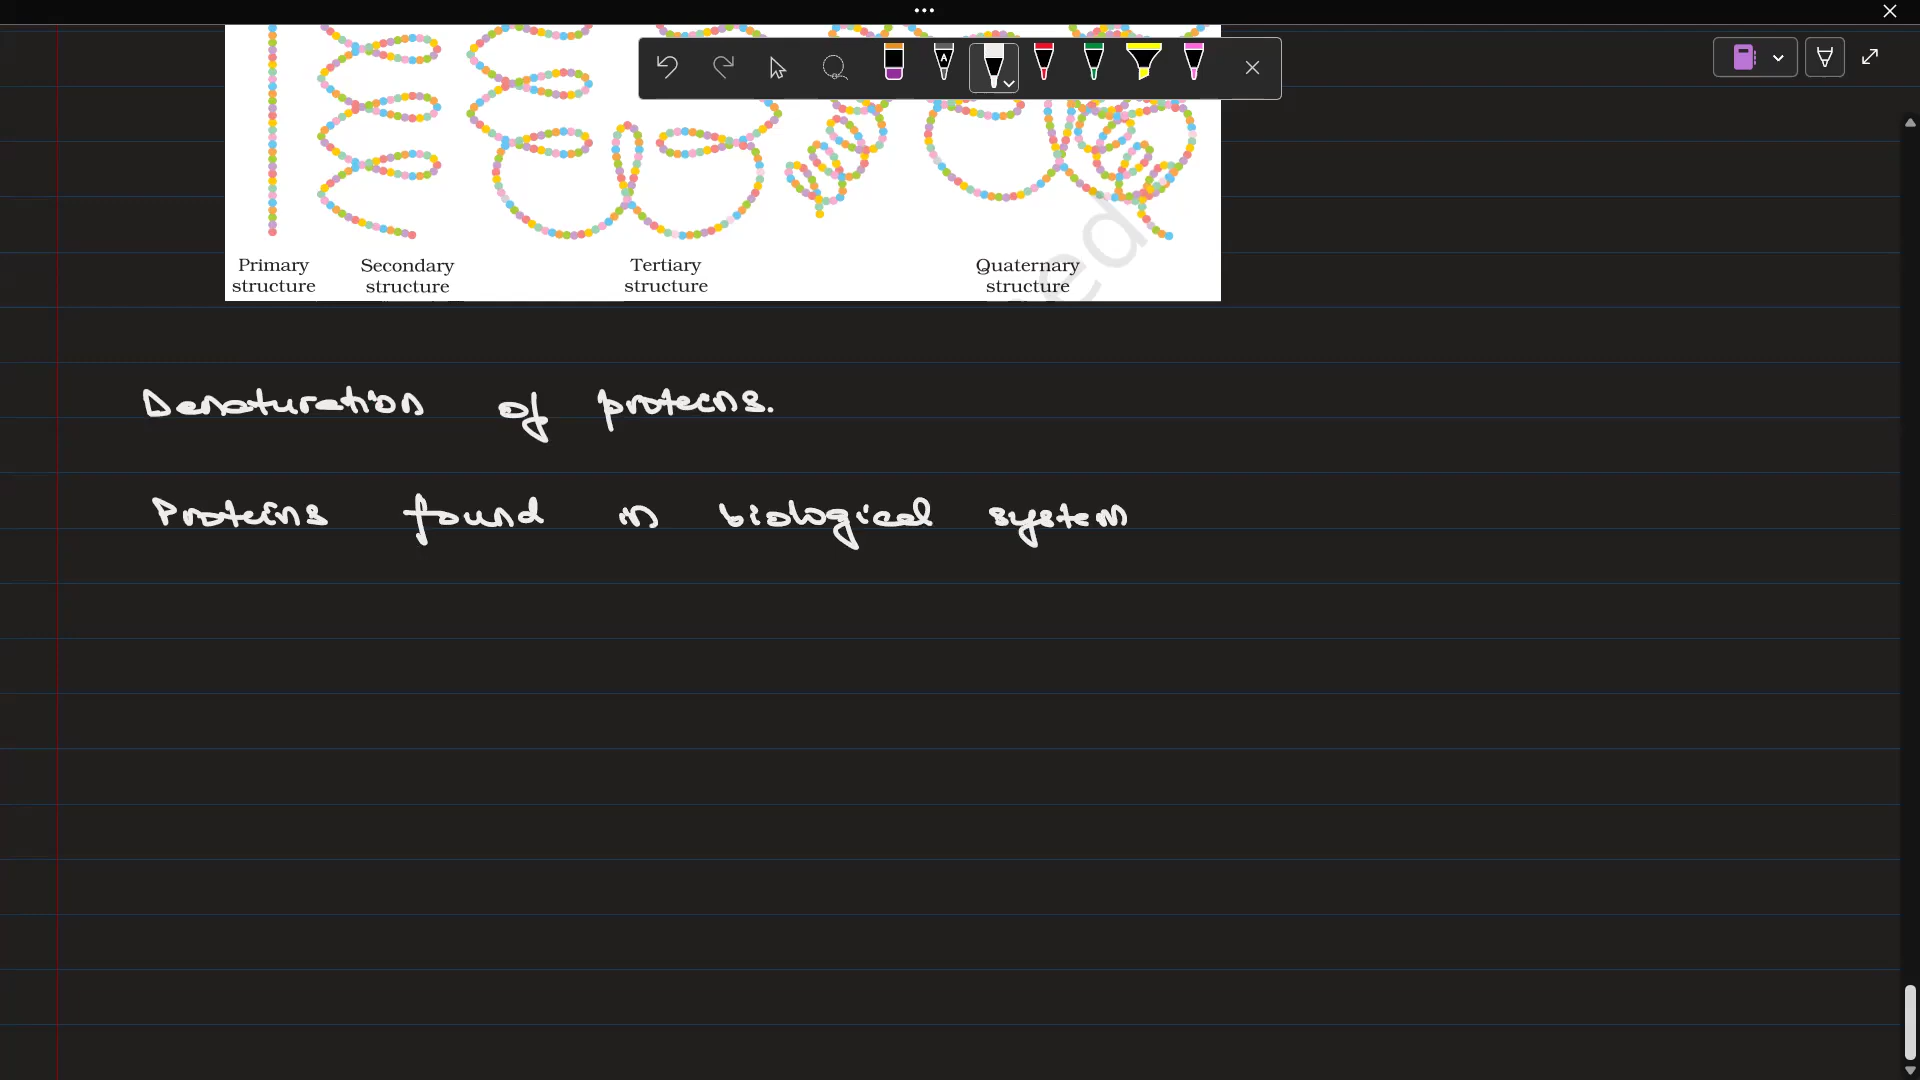 Primary structure
Secondary structure
Tertiary structure
Quaternary structure
Denaturation of proteins.
Proteins found in biological system